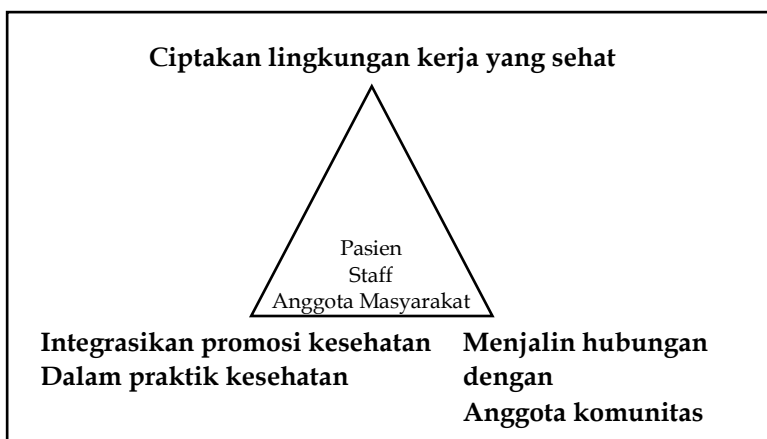 Ciptakan lingkungan kerja yang sehat
Pasien
Staff
Anggota Masyarakat
Integrasikan promosi kesehatan
Dalam praktik kesehatan
Menjalin hubungan
dengan
Anggota komunitas